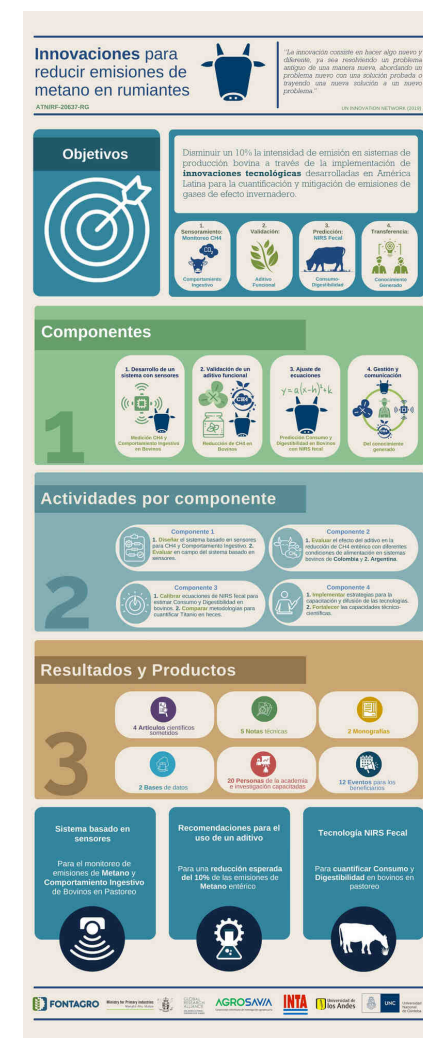 Innovaciones para
reducir emisiones de
metano en rumiantes
ATN/RF-20637-RG
"La innovación consiste en hacer algo nuevo y
diferente, ya sea resolviendo un problema
antiguo de una manera nueva, abordando un
problema nuevo con una solución probada o
trayendo una nueva solución a un nuevo
problema."
UN INNOVATION NETWORK (2019)
Objetivos
Disminuir un 10% la intensidad de emisión en sistemas de
producción bovina a través de la implementación de
innovaciones tecnológicas desarrolladas en América
Latina para la cuantificación y mitigación de emisiones de
gases de efecto invernadero.
1.
Sensoramiento:
Monitoreo CH4
CO2
Comportamiento
Ingestivo
2.
Validación:
Aditivo
Funcional
3.
Predicción:
NIRS Fecal
Consumo-
Digestibilidad
4.
Transferencia:
Conocimiento
Generado
Componentes
1
1. Desarrollo de un
sistema con sensores
Medición CH4 y
Comportamiento Ingestivo
en Bovinos
2. Validación de un
aditivo funcional
CH4
Reducción de CH4 en
Bovinos
3. Ajuste de
ecuaciones
y=a(x-h)²+k
Predicción Consumo y
Digestibilidad en Bovinos
con NIRS fecal
4. Gestión y
comunicación
Del conocimiento
generado
Actividades por componente
2
Componente 1
1. Diseñar el sistema basado en sensores
para CH4 y Comportamiento Ingestivo. 2.
Evaluar en campo del sistema basado en
sensores.
Componente 2
1. Evaluar el efecto del aditivo en la
reducción de CH4 entérico con diferentes
condiciones de alimentación en sistemas
bovinos de Colombia y 2. Argentina.
Componente 3
1. Calibrar ecuaciones de NIRS fecal para
estimar Consumo y Digestibilidad en
bovinos. 2. Comparar metodologías para
cuantificar Titanio en heces.
Componente 4
1. Implementar estrategias para la
capacitación y difusión de las tecnologías.
2. Fortalecer las capacidades técnico-
científicas.
Resultados y Productos
3
4 Artículos científicos
sometidos
5 Notas técnicas
2 Monografías
2 Bases de datos
20 Personas de la academia
e investigación capacitadas
12 Eventos para los
beneficiarios
Sistema basado en
sensores
Para el monitoreo de
emisiones de Metano y
Comportamiento Ingestivo
de Bovinos en Pastoreo
Recomendaciones para el
uso de un aditivo
Para una reducción esperada
del 10% de las emisiones de
Metano entérico
Tecnología NIRS Fecal
Para cuantificar Consumo y
Digestibilidad en bovinos en
pastoreo
FONTAGRO
Ministry for Primary Industries
GLOBAL
RESEARCH
ALLIANCE
AGROSAVIA
INTA
Universidad de
los Andes
UNC
Universidad
Nacional
de Córdoba